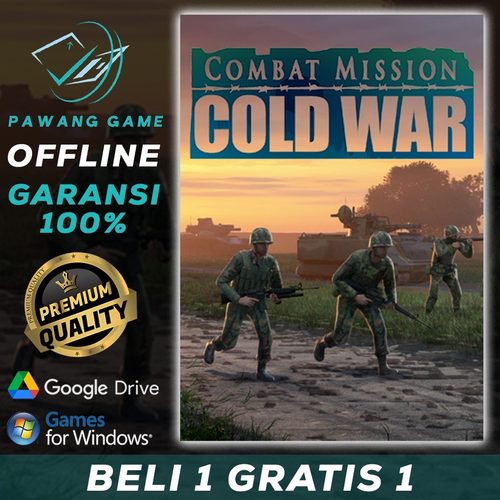 PAWANG GAME
OFFLINE
GARANSI
100%
PREMIUM
QUALITY
Google Drive
Games
for Windows®
COMBAT MISSION
COLD WAR
BELI 1 GRATIS 1